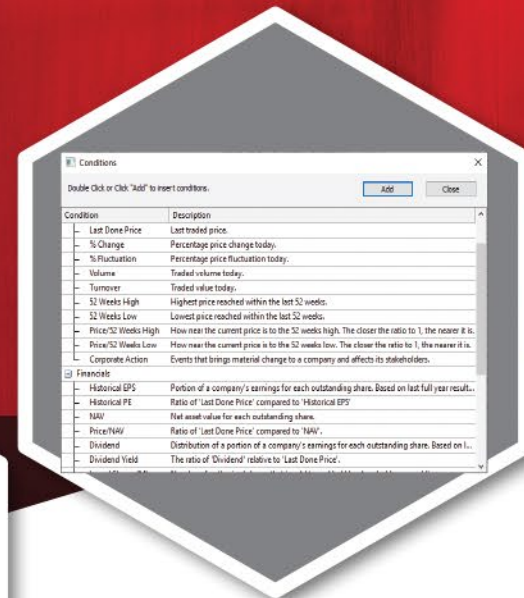 Conditions
Double Click or Click "Add" to insert conditions.
Add
Close
Condition Description
Last Done Price Last traded price.
% Change Percentage price change today.
% Fluctuation Percentage price fluctuation today.
Volume Traded volume today.
Turnover Traded value today.
52 Weeks High Highest price reached within the last 52 weeks.
52 Weeks Low Lowest price reached within the last 52 weeks.
Price/52 Weeks High How near the current price is to the 52 weeks high. The closer the ratio to 1, the nearer it is.
Price/52 Weeks Low How near the current price is to the 52 weeks low. The closer the ratio to 1, the nearer it is.
Corporate Action Events that brings material change to a company and affects its stakeholders.
Financials
Historical EPS Portion of a company's earnings for each outstanding share. Based on last full year result...
Historical PE Ratio of 'Last Done Price' compared to 'Historical EPS'
NAV Net asset value for each outstanding share.
Price/NAV Ratio of 'Last Done Price' compared to 'NAV'.
Dividend Distribution of a portion of a company's earnings for each outstanding share. Based on l...
Dividend Yield The ratio of 'Dividend' relative to 'Last Done Price'.